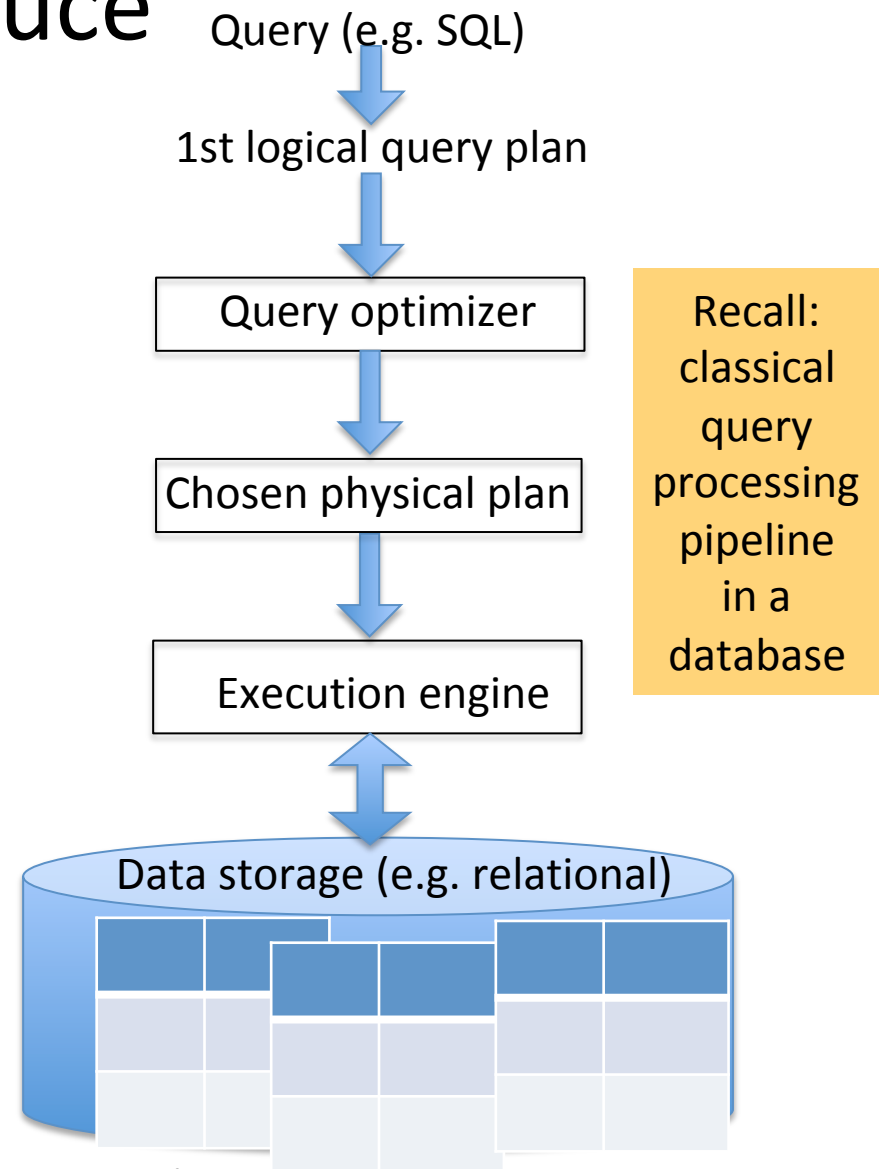 uce
Query (e.g. SQL)
1st logical query plan
Query optimizer
Chosen physical plan
Execution engine
Data storage (e.g. relational)
Recall:
classical
query
processing
pipeline
in a
database